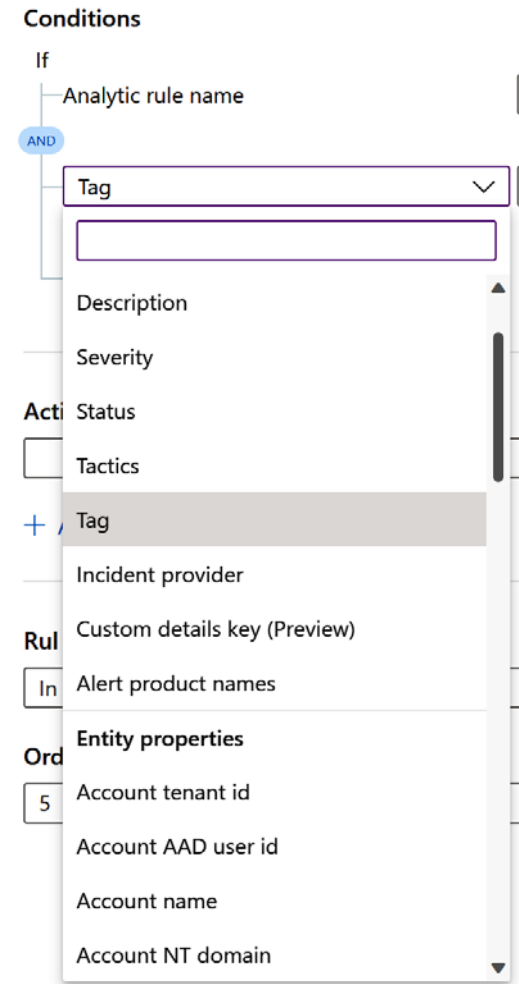 Conditions
If
Analytic rule name
AND
Tag
Description
Severity
Acti
Status
Tactics
Tag
Incident provider
Custom details key (Preview)
Rul
In
Alert product names
Entity properties
Ord
Account tenant id
5
Account AAD user id
Account name
Account NT domain